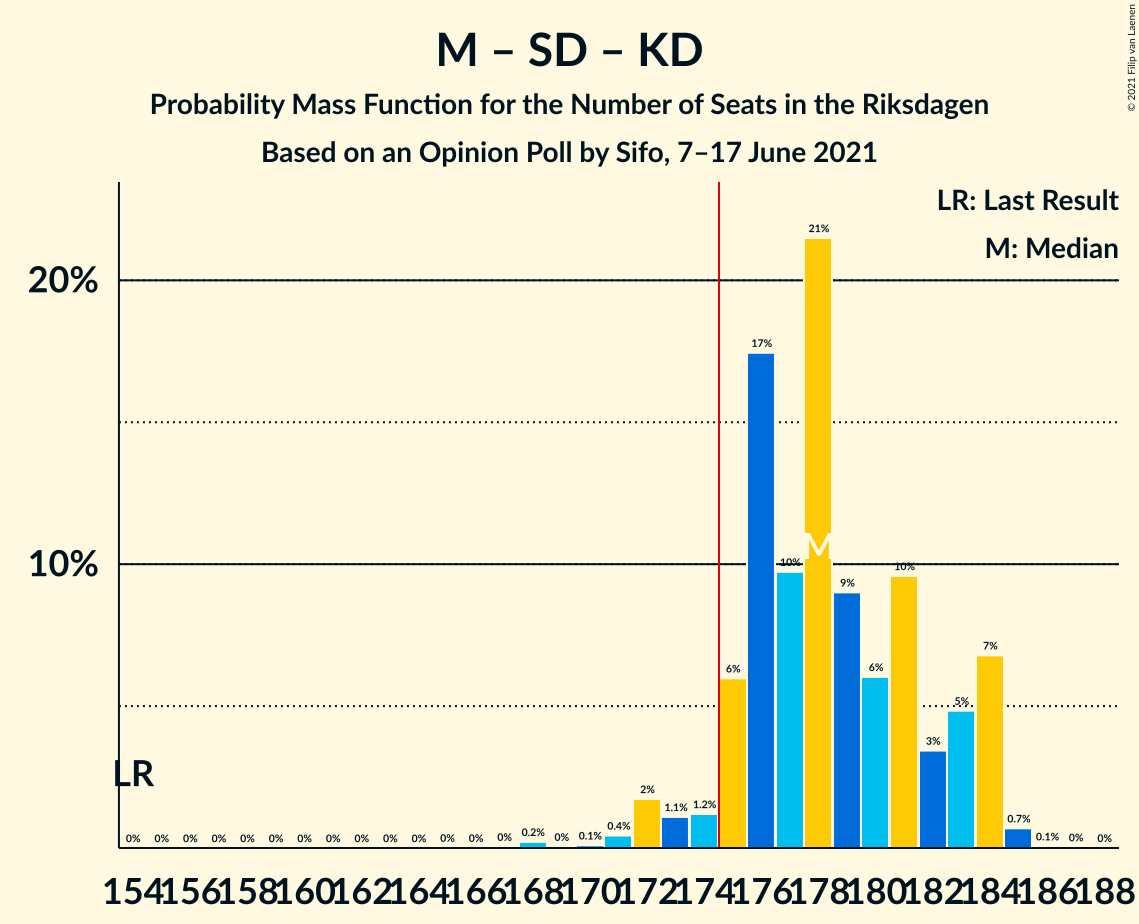 © 2021 Filip van Laenen
M – SD – KD
Probability Mass Function for the Number of Seats in the Riksdagen
Based on an Opinion Poll by Sifo, 7–17 June 2021
LR: Last Result
M: Median
20%
10%
LR
M
0% 0% 0% 0% 0% 0% 0% 0% 0% 0% 0% 0% 0% 0% 0.2% 0% 0.1% 0.4% 2% 1.1% 1.2% 6% 17% 10% 21% 9% 6% 10% 3% 5% 7% 0.7% 0.1% 0% 0%
154 156 158 160 162 164 166 168 170 172 174 176 178 180 182 184 186 188